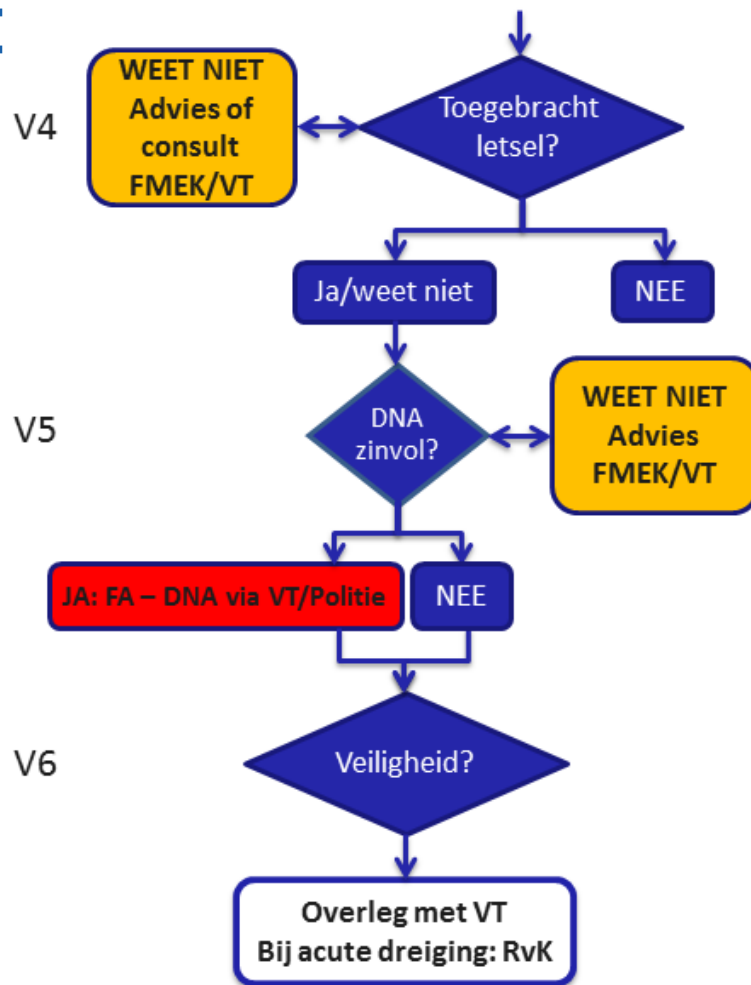 V4
WEET NIET
Advies of
consult
FMEK/VT
Toegebracht
letsel?
Ja/weet niet
NEE
V5
DNA
zinvol?
WEET NIET
Advies
FMEK/VT
JA: FA – DNA via VT/Politie
NEE
V6
Veiligheid?
Overleg met VT
Bij acute dreiging: RvK